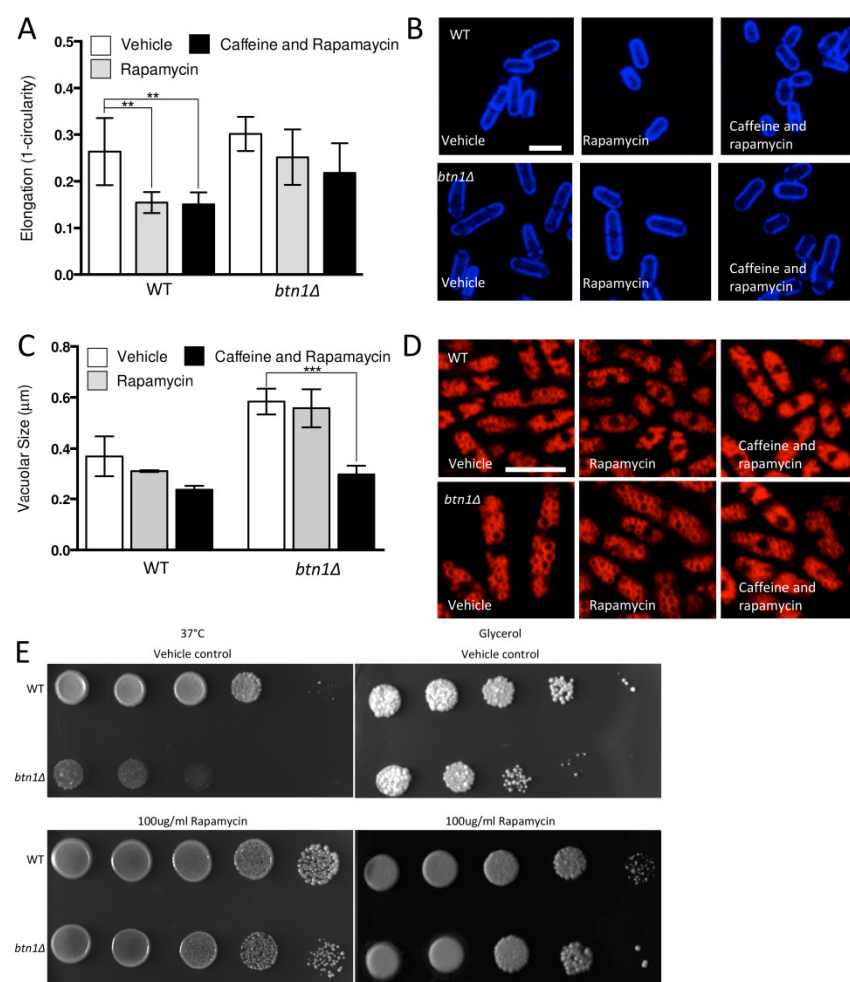 A
Elongation (1-circularity)
0.5
0.4
0.3
0.2
0.1
0.0
Vehicle
Caffeine and Rapamaycin
Rapamycin
**
**
WT
btn1Δ
B
WT
Vehicle
Rapamycin
Caffeine and
rapamycin
btn1Δ
Vehicle
Rapamycin
Caffeine and
rapamycin
C
Vacuolar Size (µm)
0.8
0.6
0.4
0.2
0.0
Vehicle
Caffeine and Rapamaycin
Rapamycin
***
WT
btn1Δ
D
WT
Vehicle
Rapamycin
Caffeine and
rapamycin
btn1Δ
Vehicle
Rapamycin
Caffeine and
rapamycin
E
37°C
Vehicle control
Glycerol
Vehicle control
WT
btn1Δ
100ug/ml Rapamycin
100ug/ml Rapamycin
WT
btn1Δ